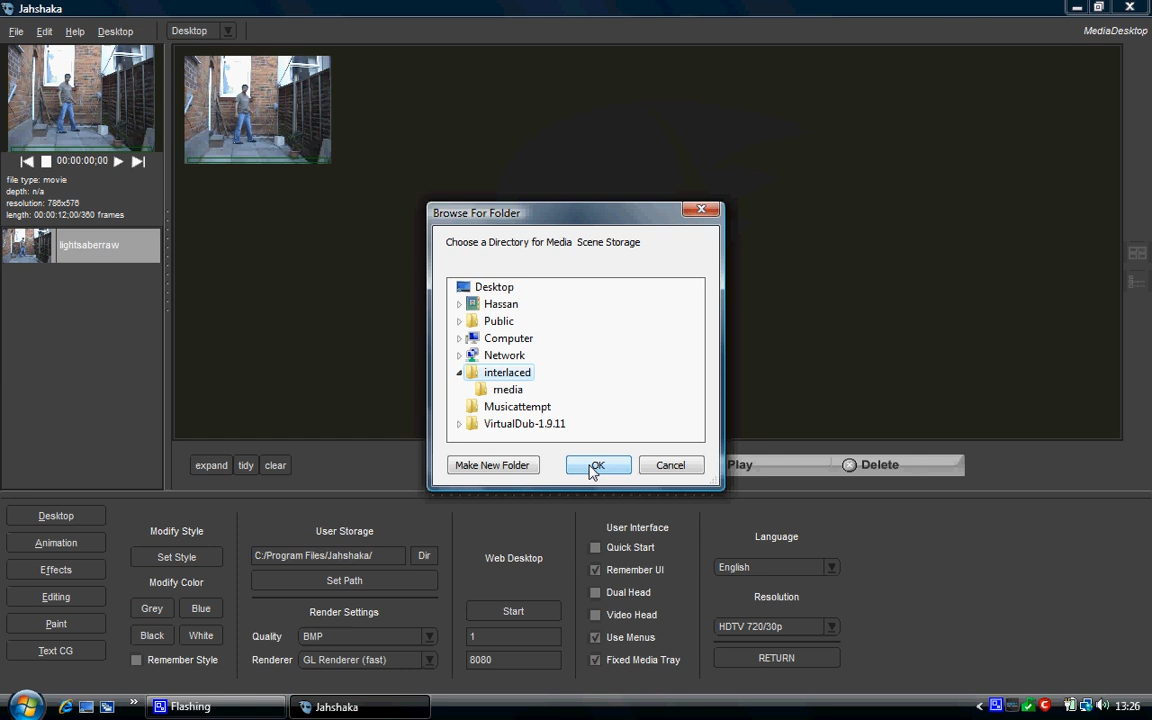 Jahshaka
File Edit Help Desktop
Desktop
MediaDesktop
00:00:00;00
file type: movie
depth: n/a
resolution: 786x576
length: 00:00:12;00/360 frames
lightsaberraw
Browse For Folder
Choose a Directory for Media Scene Storage
Desktop
Hassan
Public
Computer
Network
interlaced
media
Musicattempt
VirtualDub-1.9.11
Make New Folder OK Cancel
expand tidy clear
Play Delete
Desktop
Animation
Effects
Editing
Paint
Text CG
Modify Style
Set Style
Modify Color
Grey Blue
Black White
Remember Style
User Storage
C:/Program Files/Jahshaka/ Dir
Set Path
Render Settings
Quality BMP
Renderer GL Renderer (fast)
Web Desktop
Start
1
8080
User Interface
Quick Start
Remember UI
Dual Head
Video Head
Use Menus
Fixed Media Tray
Language
English
Resolution
HDTV 720/30p
RETURN
Flashing
Jahshaka
13:26